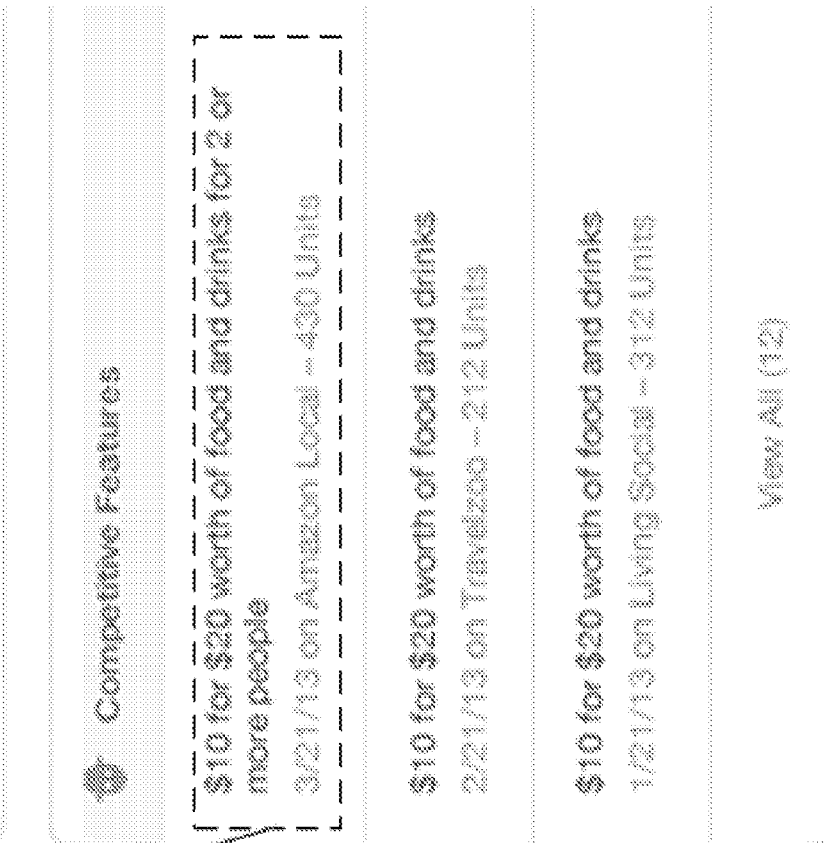 Competitive Features
$10 for $20 worth of food and drinks for 2 or
more people
3/21/13 on Amazon Local – 430 Units
$10 for $20 worth of food and drinks
2/21/13 on Travelzoo – 212 Units
$10 for $20 worth of food and drinks
1/21/13 on Living Social – 312 Units
View All (12)